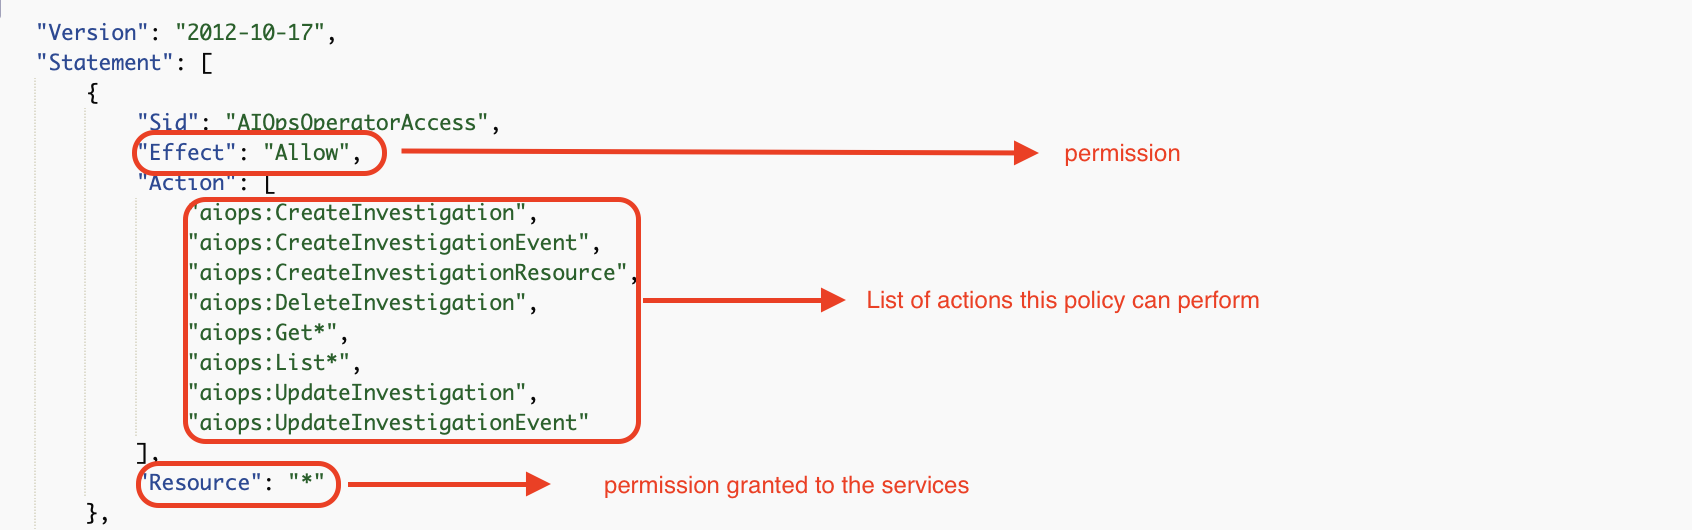 "Version": "2012-10-17",
"Statement": [
{
"Sid": "AIOpsOperatorAccess",
"Effect": "Allow",
permission
"Action": [
"aiops:CreateInvestigation",
"aiops:CreateInvestigationEvent",
"aiops:CreateInvestigationResource",
"aiops:DeleteInvestigation",
List of actions this policy can perform
"aiops:Get*",
"aiops:List*",
"aiops:UpdateInvestigation",
"aiops:UpdateInvestigationEvent"
],
"Resource": "*"
permission granted to the services
},